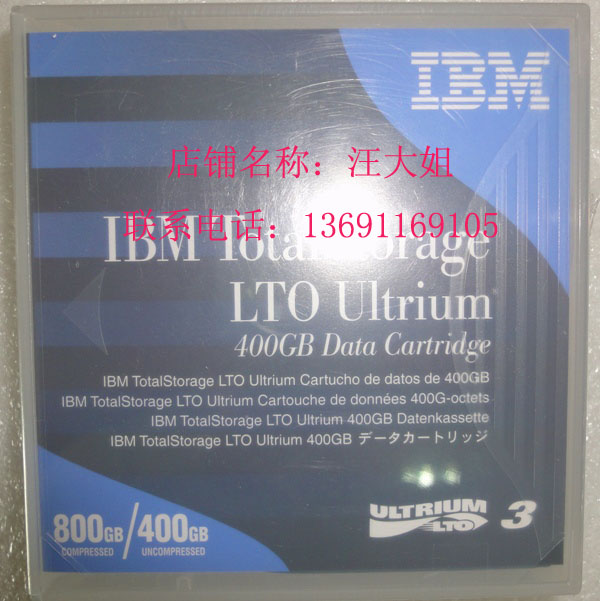 IBM
店铺名称：汪大姐
联系电话：13691169105
IBM TotalStorage
LTO Ultrium
400GB Data Cartridge
IBM TotalStorage LTO Ultrium Cartucho de datos de 400GB
IBM TotalStorage LTO Ultrium Cartouche de données 400G-octets
IBM TotalStorage LTO Ultrium 400GB Datenkassette
IBM TotalStorage LTO Ultrium 400GB データカートリッジ
800GB/400GB
COMPRESSED UNCOMPRESSED
ULTRIUM 3
LTO